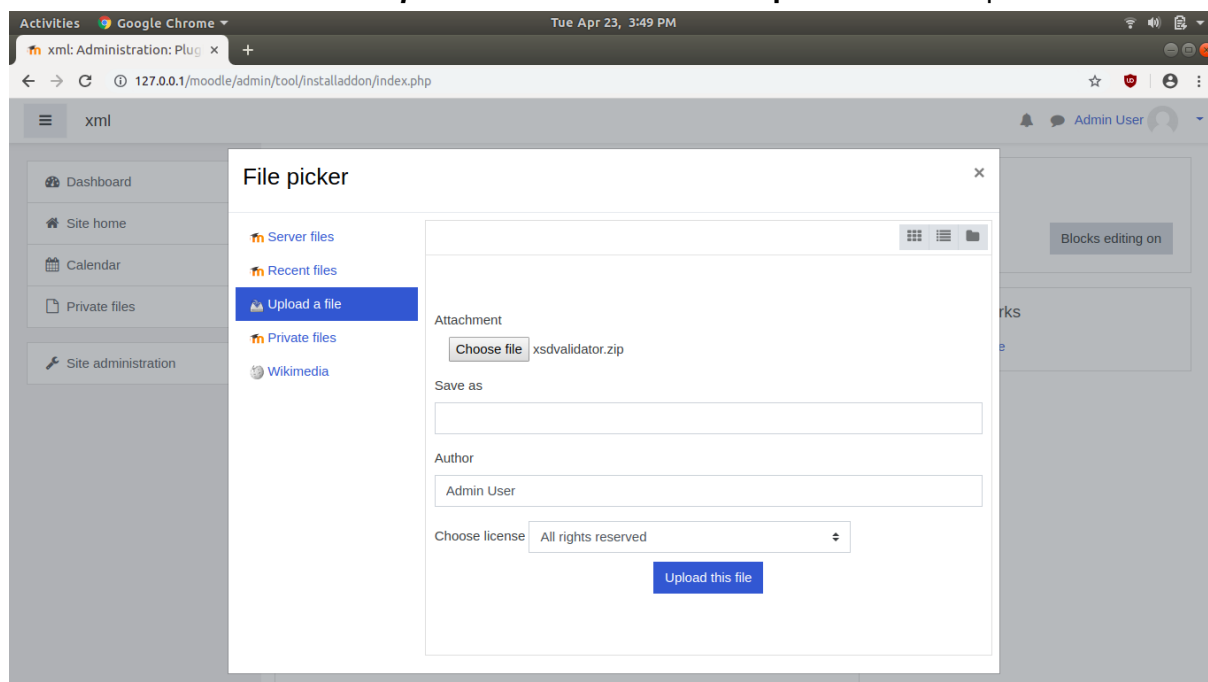 Activities Google Chrome Tue Apr 23, 3:49 PM
xml: Administration: Plug
127.0.0.1/moodle/admin/tool/installaddon/index.php
xml Admin User
File picker
Dashboard
Site home
Server files
Blocks editing on
Calendar
Recent files
Private files
Upload a file
rks
Attachment
Private files
e
Choose file xsdvalidator.zip
Site administration
Wikimedia
Save as
Author
Admin User
Choose license All rights reserved
Upload this file